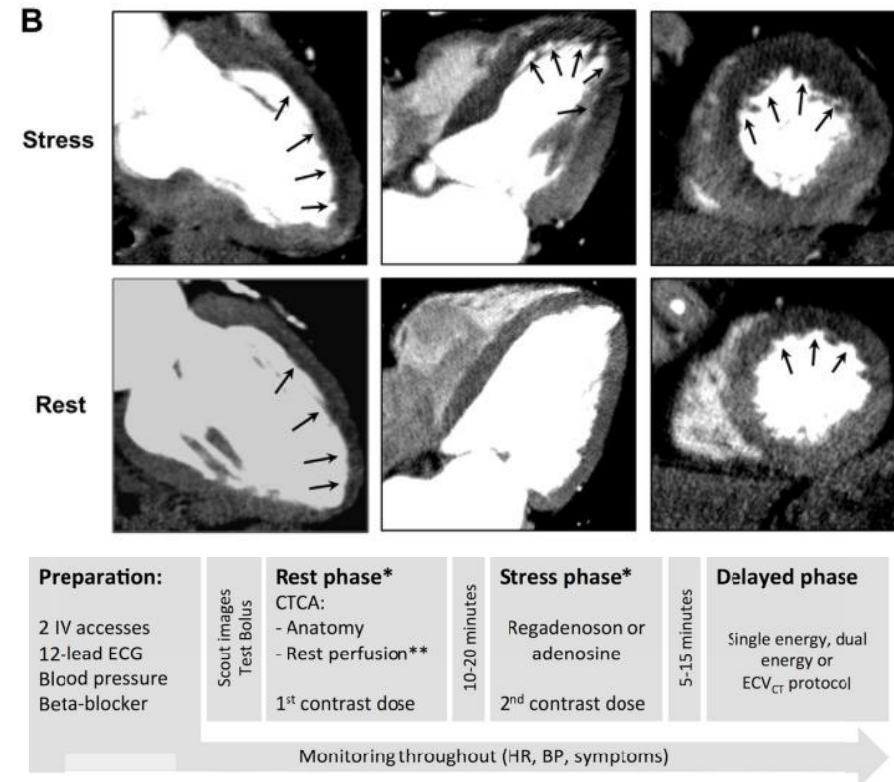 B
Stress
Rest
Preparation:
2 IV accesses
12-lead ECG
Blood pressure
Beta-blocker
Scout images
Test Bolus
Rest phase*
CTCA:
- Anatomy
- Rest perfusion**
1st contrast dose
10-20 minutes
Stress phase*
Regadenoson or
adenosine
2nd contrast dose
5-15 minutes
Delayed phase
Single energy, dual
energy or
ECVCT protocol
Monitoring throughout (HR, BP, symptoms)